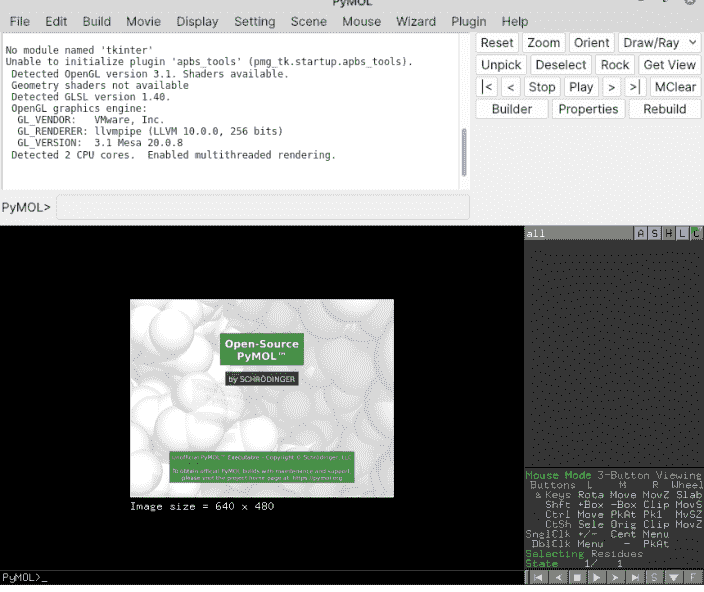 PyMOL
File Edit Build Movie Display Setting Scene Mouse Wizard Plugin Help
No module named 'tkinter'
Unable to initialize plugin 'apbs_tools' (pmg_tk.startup.apbs_tools).
Detected OpenGL version 3.1. Shaders available.
Geometry shaders not available
Detected GLSL version 1.40.
OpenGL graphics engine:
GL_VENDOR: VMware, Inc.
GL_RENDERER: llvmpipe (LLVM 10.0.0, 256 bits)
GL_VERSION: 3.1 Mesa 20.0.8
Detected 2 CPU cores. Enabled multithreaded rendering.
Reset Zoom Orient Draw/Ray
Unpick Deselect Rock Get View
|< < Stop Play > >| MClear
Builder Properties Rebuild
PyMOL>
all A S H L C
Open-Source
PyMOL™
by SCHRÖDINGER
Image size = 640 x 480
Mouse Mode 3-Button Viewing
Buttons L M R Wheel
& Keys Rota Move MovZ Slab
Shft +Box -Box Clip MovS
Ctrl Move PkAt Pk1 MvSZ
CtSh Sele Orig Clip MovZ
SnglClk +/- Cent Menu
DblClk Menu - PkAt
Selecting Residues
State 1/ 1
PyMOL>_
S F